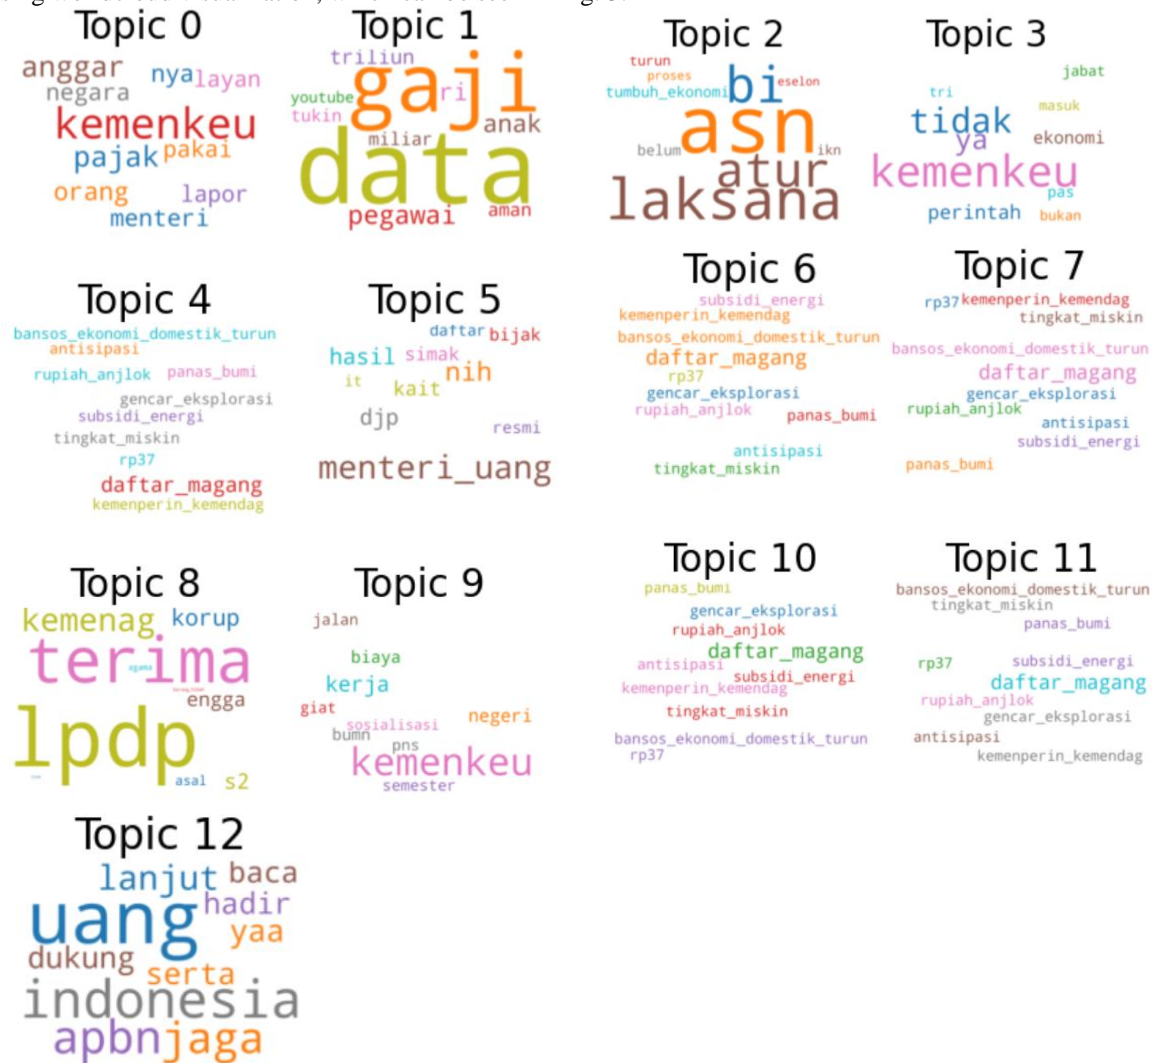 Topic 0
anggar nya layan
negara
kemenkeu
pajak pakai
orang lapor
menteri
Topic 1
triliun
gaji
youtube ri
tukin anak
miliar
data
pegawai aman
Topic 2
turun
proses bi eselon
tumbuh_ekonomi
asn
belum atur ikn
laksana
Topic 3
jabat
tri masuk
tidak
ya ekonomi
kemenkeu
pas
perintah bukan
Topic 4
bansos_ekonomi_domestik_turun
antisipasi
rupiah_anjlok panas_bumi
gencar_eksplorasi
subsidi_energi
tingkat_miskin
rp37
daftar_magang
kemenperin_kemendag
Topic 5
daftar bijak
hasil simak
nih
it kait
djp
resmi
menteri_uang
Topic 6
subsidi_energi
kemenperin_kemendag
bansos_ekonomi_domestik_turun
daftar_magang
rp37
gencar_eksplorasi
rupiah_anjlok panas_bumi
antisipasi
tingkat_miskin
Topic 7
rp37 kemenperin_kemendag
tingkat_miskin
bansos_ekonomi_domestik_turun
daftar_magang
gencar_eksplorasi
rupiah_anjlok
antisipasi
subsidi_energi
panas_bumi
Topic 8
kemenag korup
terima
agama
engga
lpdp
asal s2
Topic 9
jalan
biaya
kerja
giat negeri
sosialisasi
bumn pns
kemenkeu
semester
Topic 10
panas_bumi
gencar_eksplorasi
rupiah_anjlok
daftar_magang
antisipasi
subsidi_energi
kemenperin_kemendag
tingkat_miskin
bansos_ekonomi_domestik_turun
rp37
Topic 11
bansos_ekonomi_domestik_turun
tingkat_miskin
panas_bumi
rp37 subsidi_energi
daftar_magang
rupiah_anjlok
gencar_eksplorasi
antisipasi
kemenperin_kemendag
Topic 12
lanjut baca
uang hadir
yaa
dukung
serta
indonesia
apbn jaga